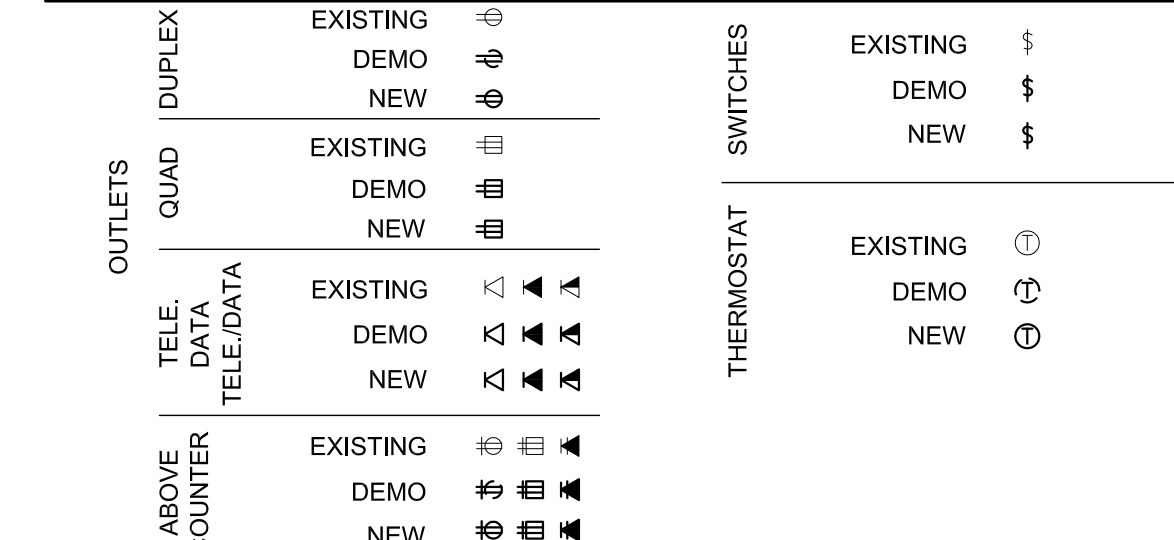 OUTLETS
DUPLEX
EXISTING
DEMO
NEW
QUAD
EXISTING
DEMO
NEW
TELE.
DATA
TELE./DATA
EXISTING
DEMO
NEW
ABOVE
COUNTER
EXISTING
DEMO
NEW
SWITCHES
EXISTING $
DEMO $
NEW $
THERMOSTAT
EXISTING T
DEMO T
NEW T